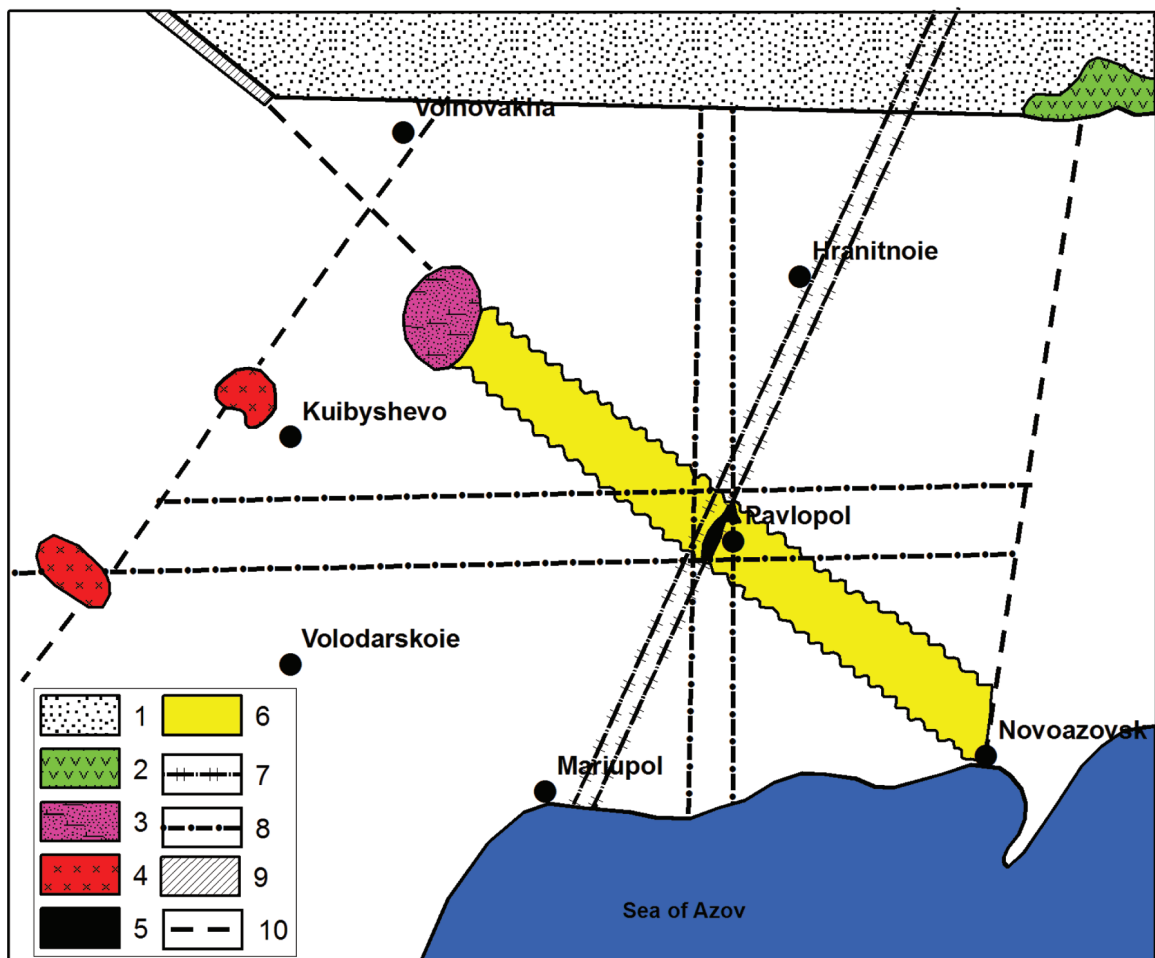 Volnovakha
Hranitnoie
Kuibyshevo
Pavlopol
Volodarskoie
Novoazovsk
Mariupol
Sea of Azov
1 6
2 7
3 8
4 9
5 10